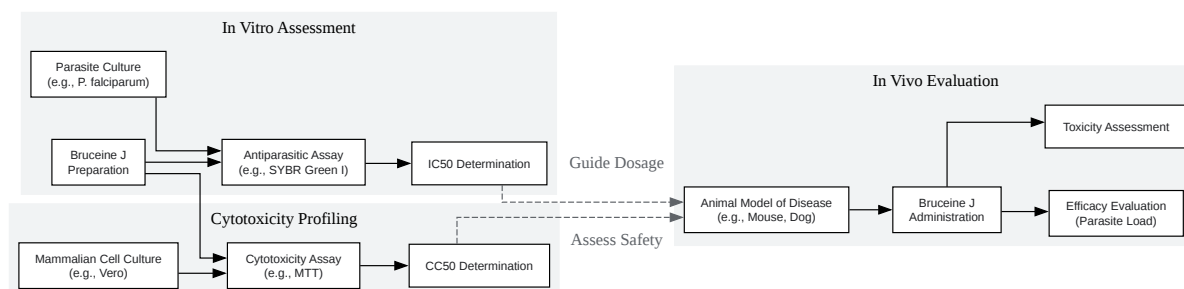 In Vitro Assessment
Parasite Culture
(e.g., P. falciparum)
Bruceine J
Preparation
Antiparasitic Assay
(e.g., SYBR Green I)
IC50 Determination
Cytotoxicity Profiling
Mammalian Cell Culture
(e.g., Vero)
Cytotoxicity Assay
(e.g., MTT)
CC50 Determination
Guide Dosage
Assess Safety
In Vivo Evaluation
Animal Model of Disease
(e.g., Mouse, Dog)
Bruceine J
Administration
Toxicity Assessment
Efficacy Evaluation
(Parasite Load)